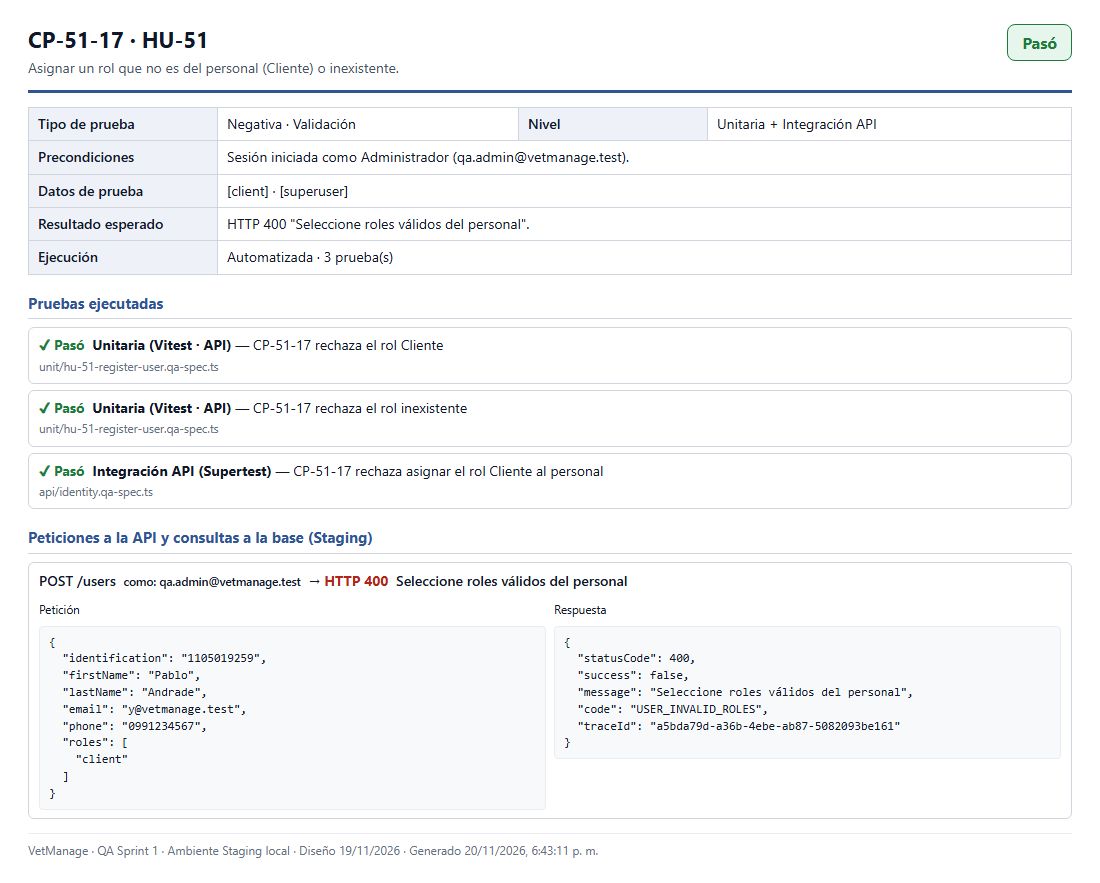 CP-51-17 · HU-51
Pasó
Asignar un rol que no es del personal (Cliente) o inexistente.
Tipo de prueba Negativa · Validación Nivel Unitaria + Integración API
Precondiciones Sesión iniciada como Administrador (qa.admin@vetmanage.test).
Datos de prueba [client] · [superuser]
Resultado esperado HTTP 400 "Seleccione roles válidos del personal".
Ejecución Automatizada · 3 prueba(s)
Pruebas ejecutadas
✓ Pasó Unitaria (Vitest · API) — CP-51-17 rechaza el rol Cliente
unit/hu-51-register-user.qa-spec.ts
✓ Pasó Unitaria (Vitest · API) — CP-51-17 rechaza el rol inexistente
unit/hu-51-register-user.qa-spec.ts
✓ Pasó Integración API (Supertest) — CP-51-17 rechaza asignar el rol Cliente al personal
api/identity.qa-spec.ts
Peticiones a la API y consultas a la base (Staging)
POST /users como: qa.admin@vetmanage.test → HTTP 400 Seleccione roles válidos del personal
Petición
{
"identification": "1105019259",
"firstName": "Pablo",
"lastName": "Andrade",
"email": "y@vetmanage.test",
"phone": "0991234567",
"roles": [
"client"
]
}
Respuesta
{
"statusCode": 400,
"success": false,
"message": "Seleccione roles válidos del personal",
"code": "USER_INVALID_ROLES",
"traceId": "a5bda79d-a36b-4ebe-ab87-5082093be161"
}
VetManage · QA Sprint 1 · Ambiente Staging local · Diseño 19/11/2026 · Generado 20/11/2026, 6:43:11 p. m.